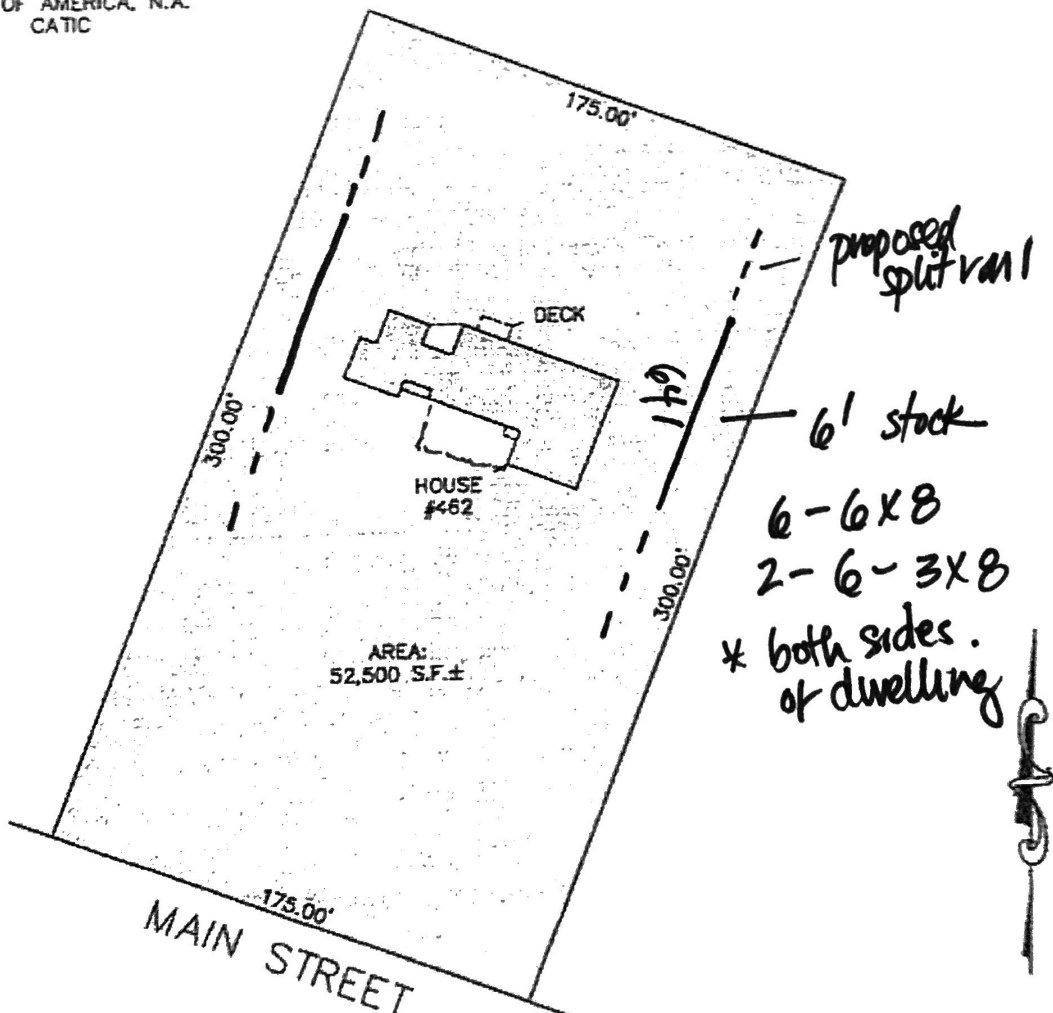 OF AMERICA, N.A.
CATIC
175.00'
proposed
split rail
DECK
64'
6' stock
300.00'
HOUSE
#462
6-6X8
2-6-3X8
300.00'
* both sides.
of dwelling
AREA:
52,500 S.F.±
175.00'
MAIN STREET